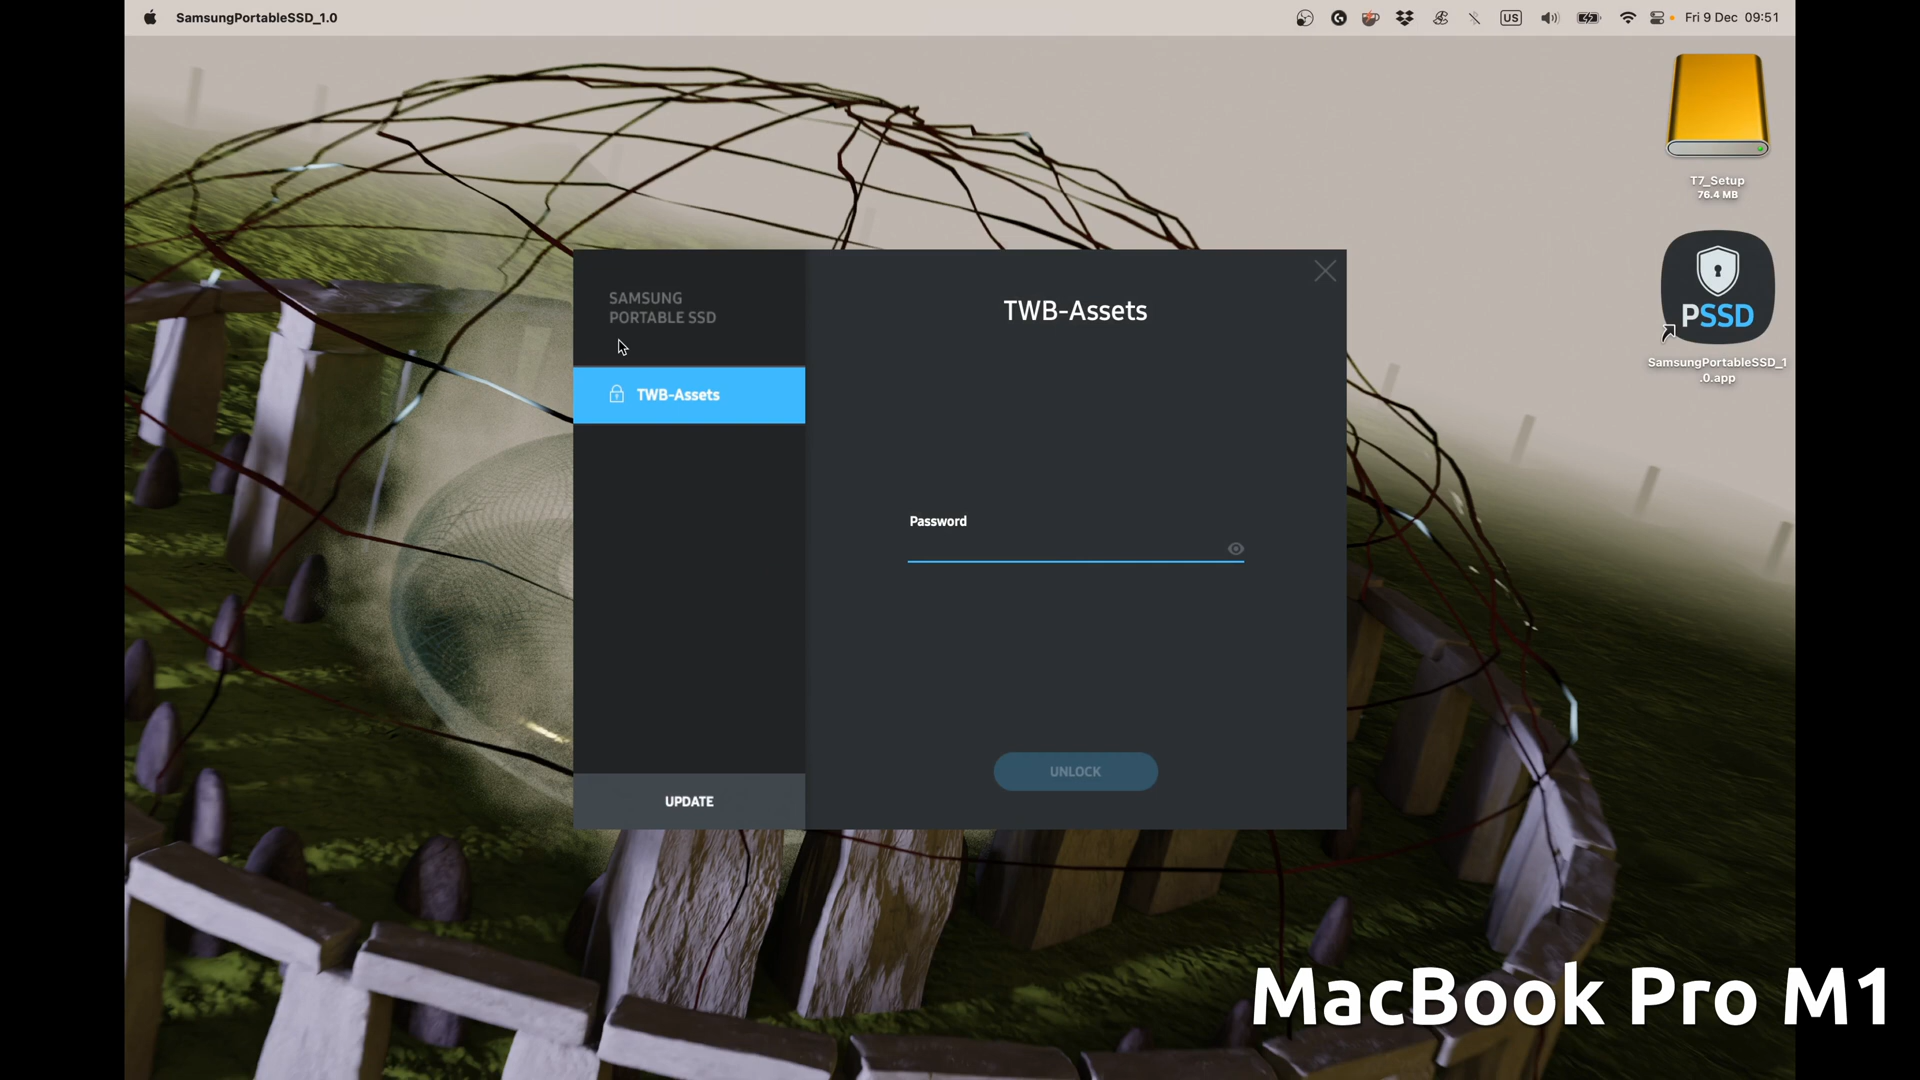 SamsungPortableSSD_1.0
US
Fri 9 Dec 09:51
T7_Setup
76.4 MB
PSSD
SamsungPortableSSD_1
.0.app
SAMSUNG
PORTABLE SSD
TWB-Assets
UPDATE
TWB-Assets
Password
UNLOCK
MacBook Pro M1